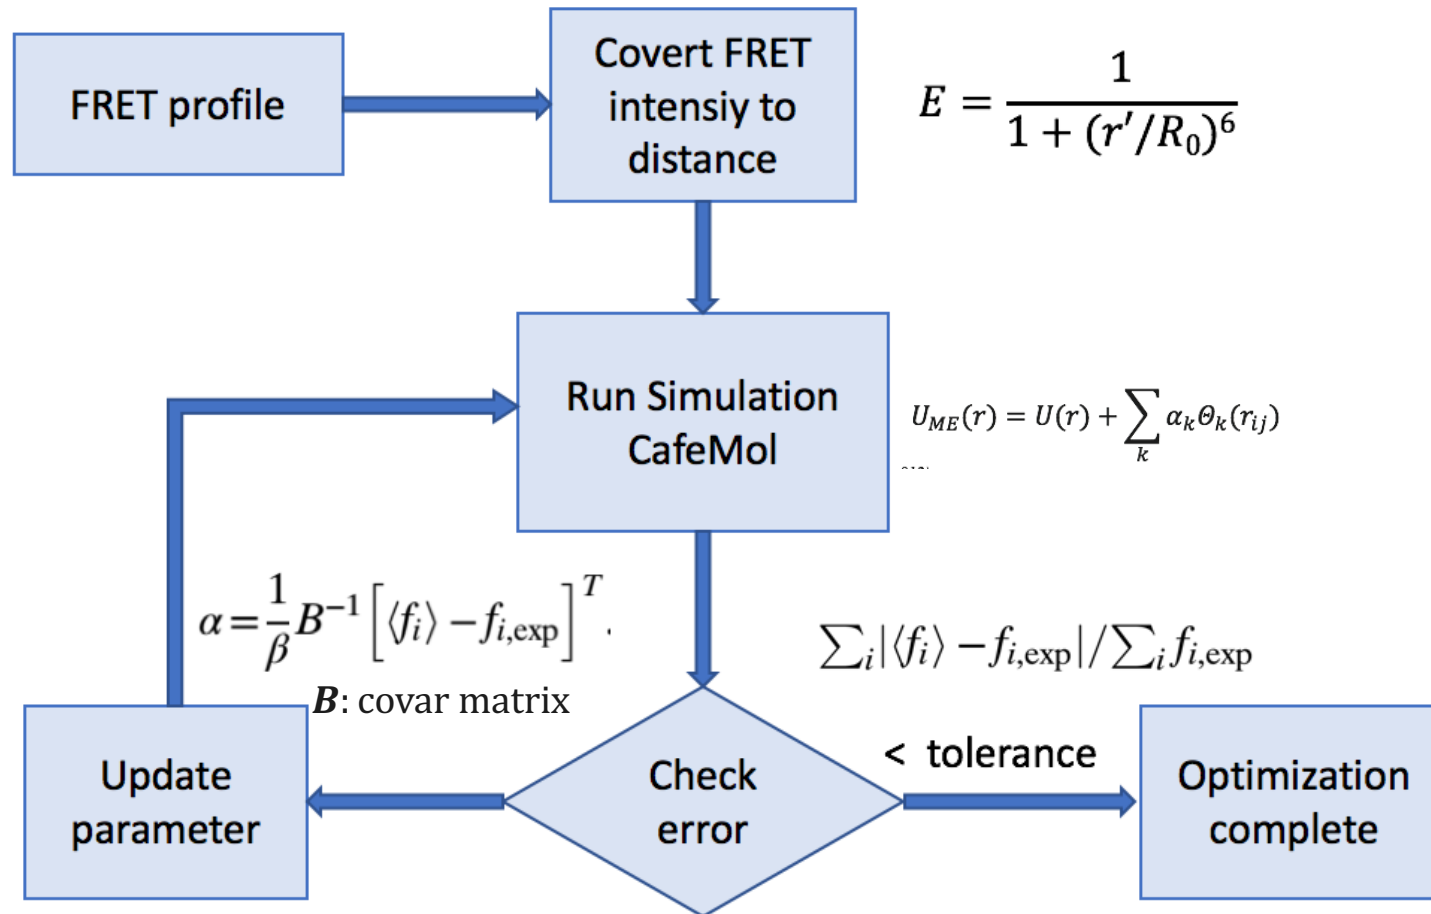 FRET profile
Covert FRET
intensiy to
distance
E = 1 / (1 + (r′/R₀)⁶)
Run Simulation
CafeMol
U_ME(r) = U(r) + ∑_k α_k Θ_k(r_ij)
α = 1/β B⁻¹ [⟨f_i⟩ − f_i,exp]ᵀ.
∑_i |⟨f_i⟩ − f_i,exp| / ∑_i f_i,exp
B: covar matrix
Update
parameter
Check
error
< tolerance
Optimization
complete